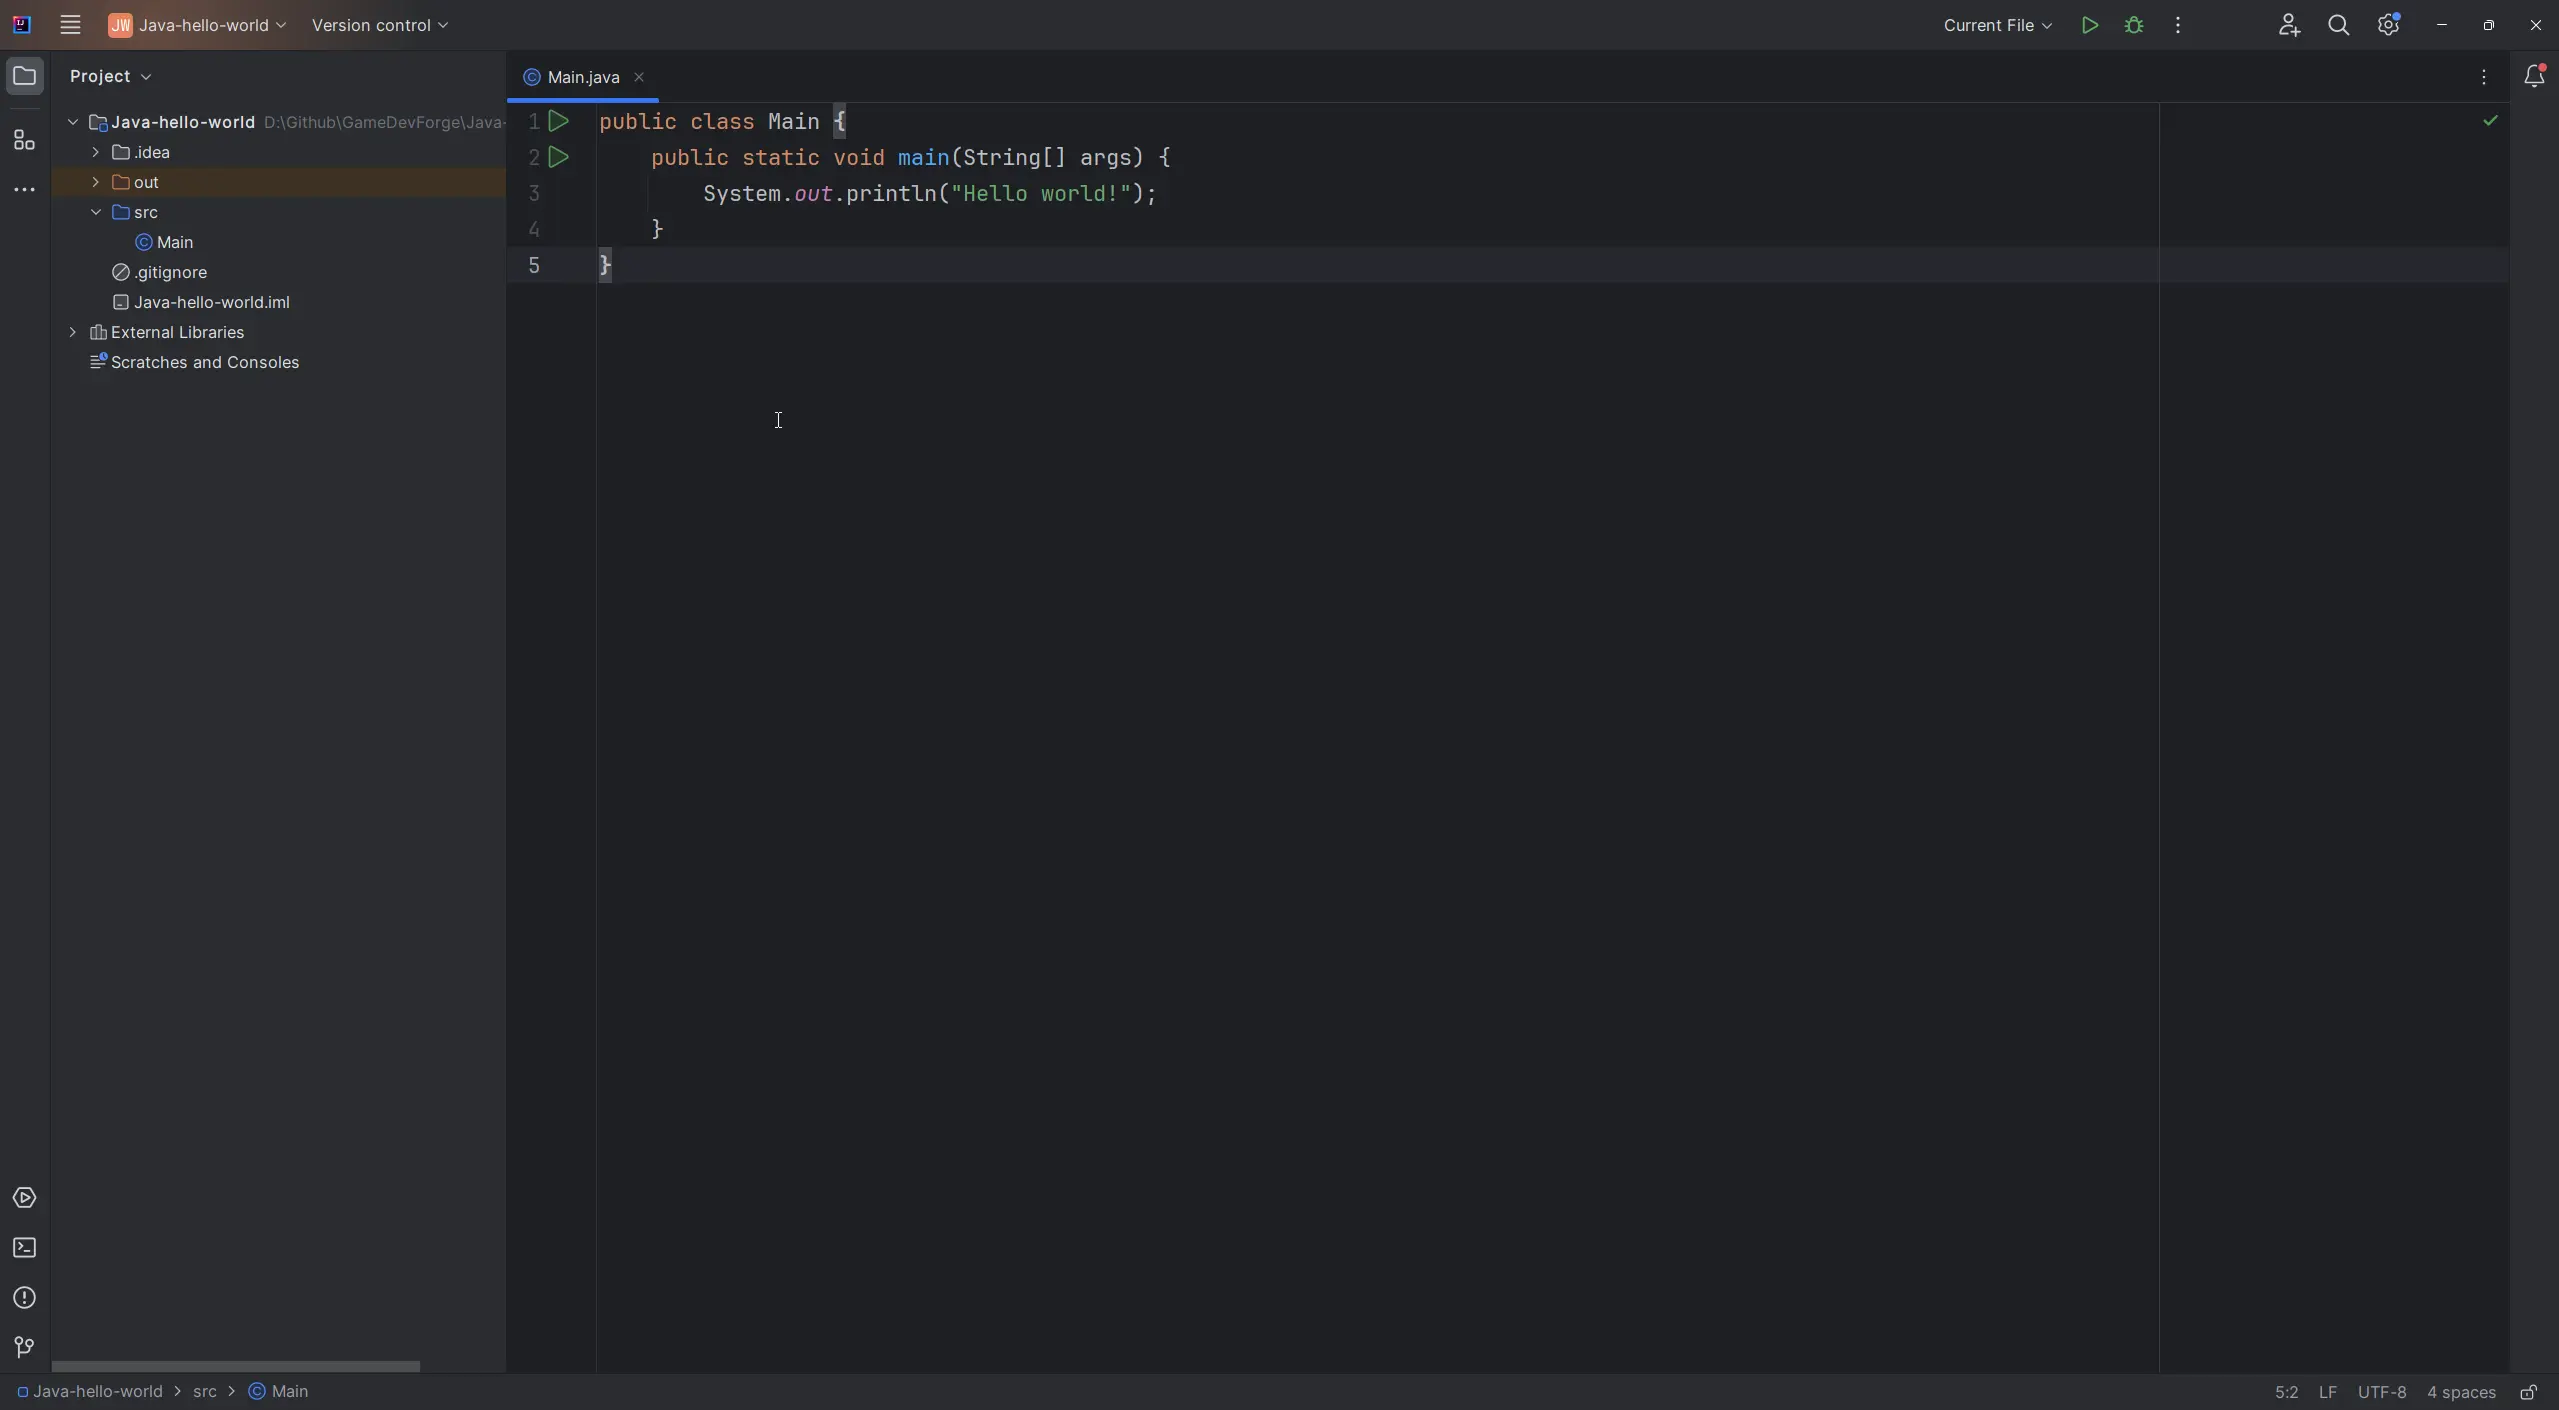 JW Java-hello-world Version control Current File
Project
Main.java
Java-hello-world D:\Github\GameDevForge\Java-
.idea
out
src
Main
.gitignore
Java-hello-world.iml
External Libraries
Scratches and Consoles
1 public class Main {
2 public static void main(String[] args) {
3 System.out.println("Hello world!");
4 }
5 }
Java-hello-world > src > Main 5:2 LF UTF-8 4 spaces